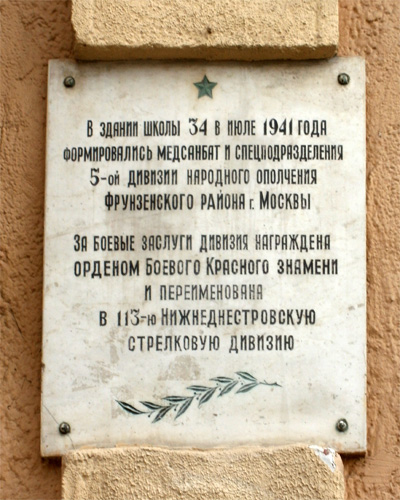 В здании школы 34 в июле 1941 года
формировались медсанбат и спецподразделения
5-ой дивизии народного ополчения
Фрунзенского района г. Москвы
За боевые заслуги дивизия награждена
орденом Боевого Красного знамени
и переименована
в 113-ю Нижнеднестровскую
стрелковую дивизию